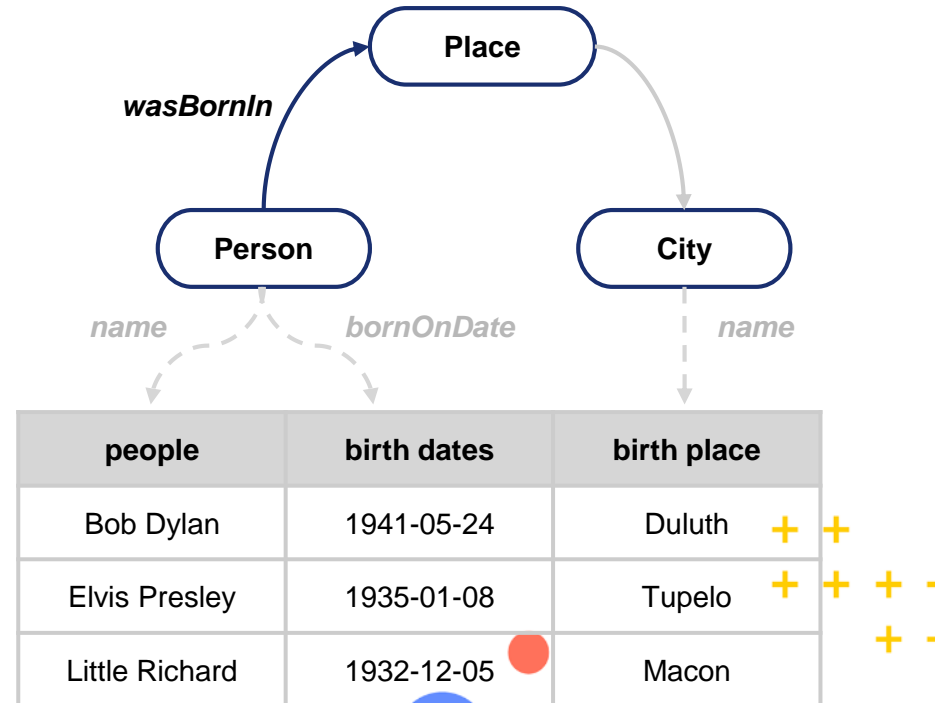 Place
wasBornIn
Person
City
name
bornOnDate
name
people birth dates birth place
Bob Dylan 1941-05-24 Duluth
Elvis Presley 1935-01-08 Tupelo
Little Richard 1932-12-05 Macon